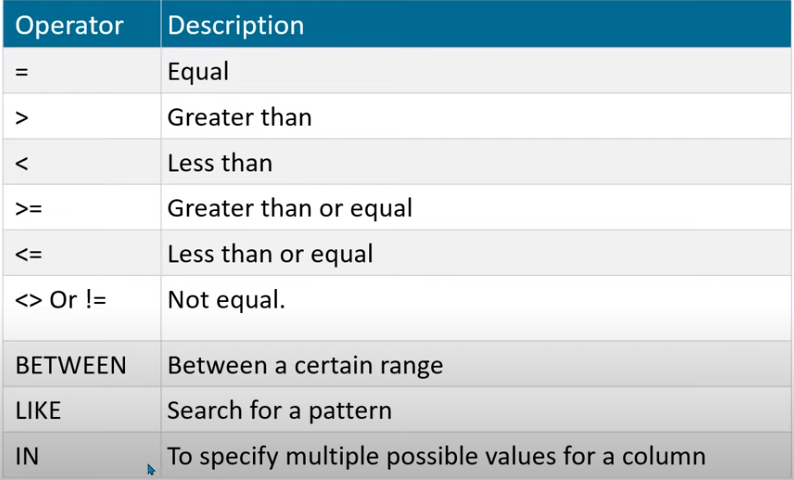 Operator Description
= Equal
> Greater than
< Less than
>= Greater than or equal
<= Less than or equal
<> Or != Not equal.
BETWEEN Between a certain range
LIKE Search for a pattern
IN To specify multiple possible values for a column